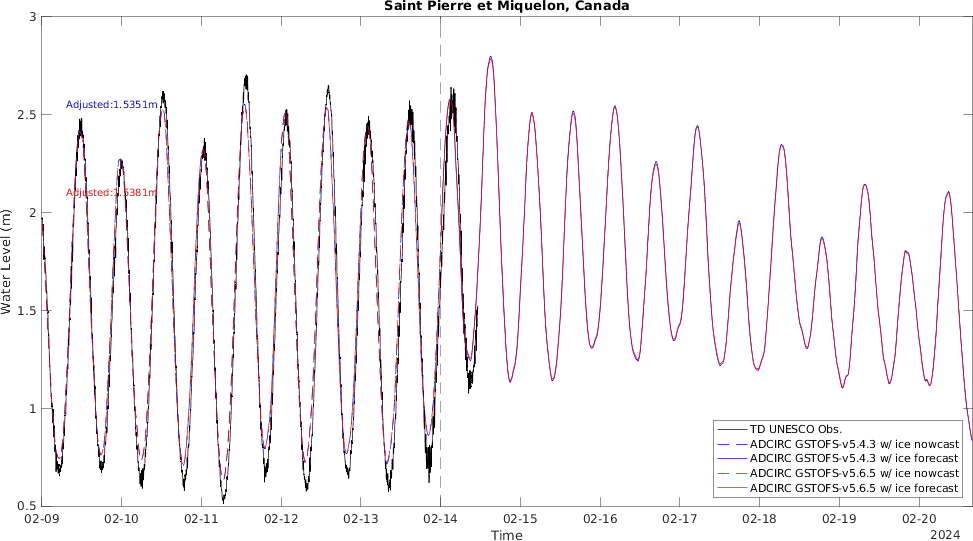 Saint Pierre et Miquelon, Canada
3
2.5
2
1.5
1
0.5
Water Level (m)
Adjusted:1.5351m
Adjusted:1.5381m
TD UNESCO Obs.
ADCIRC GSTOFS-v5.4.3 w/ ice nowcast
ADCIRC GSTOFS-v5.4.3 w/ ice forecast
ADCIRC GSTOFS-v5.6.5 w/ ice nowcast
ADCIRC GSTOFS-v5.6.5 w/ ice forecast
02-09 02-10 02-11 02-12 02-13 02-14 02-15 02-16 02-17 02-18 02-19 02-20
Time
2024